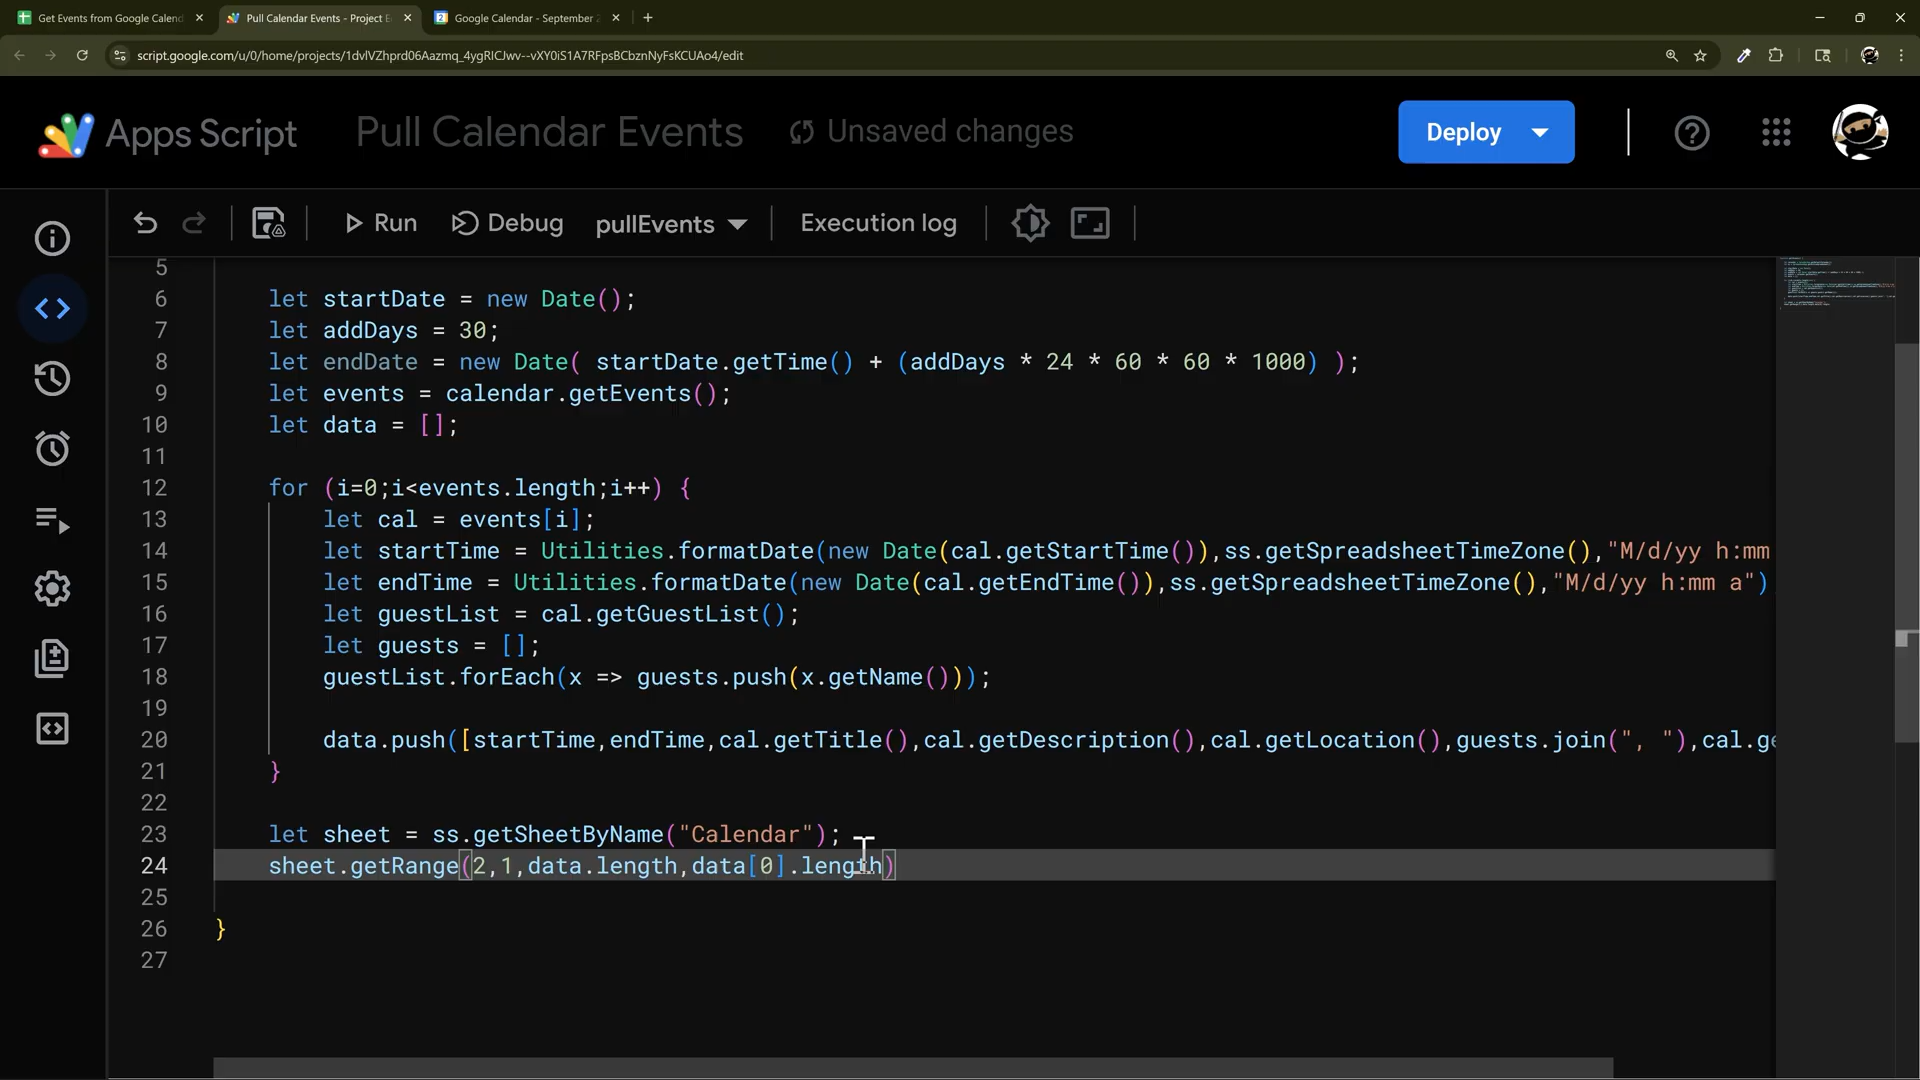 Get Events from Google Calend
Pull Calendar Events - Project E
Google Calendar - September 2
script.google.com/u/0/home/projects/1dvlVZhprd06Aazmq_4ygRICJwv--vXY0iS1A7RFpsBCbznNyFsKCUAo4/edit
Apps Script
Pull Calendar Events
Unsaved changes
Deploy
Run
Debug
pullEvents
Execution log
5
6 let startDate = new Date();
7 let addDays = 30;
8 let endDate = new Date( startDate.getTime() + (addDays * 24 * 60 * 60 * 1000) );
9 let events = calendar.getEvents();
10 let data = [];
11
12 for (i=0;i<events.length;i++) {
13 let cal = events[i];
14 let startTime = Utilities.formatDate(new Date(cal.getStartTime()),ss.getSpreadsheetTimeZone(),"M/d/yy h:mm
15 let endTime = Utilities.formatDate(new Date(cal.getEndTime()),ss.getSpreadsheetTimeZone(),"M/d/yy h:mm a")
16 let guestList = cal.getGuestList();
17 let guests = [];
18 guestList.forEach(x => guests.push(x.getName()));
19
20 data.push([startTime,endTime,cal.getTitle(),cal.getDescription(),cal.getLocation(),guests.join(", "),cal.ge
21 }
22
23 let sheet = ss.getSheetByName("Calendar");
24 sheet.getRange(2,1,data.length,data[0].length)
25
26 }
27